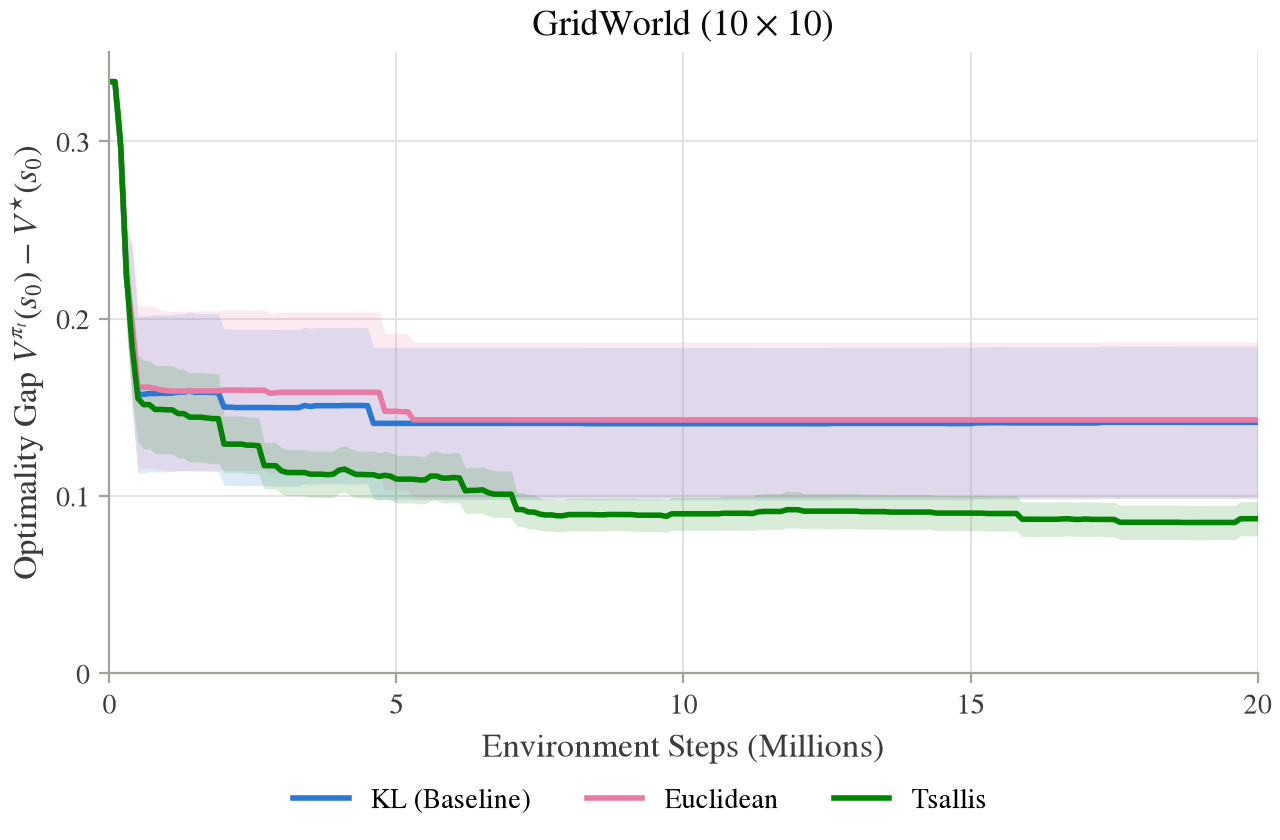 GridWorld (10 × 10)
Optimality Gap V^{π_t}(s_0) − V^★(s_0)
0.3
0.2
0.1
0
0 5 10 15 20
Environment Steps (Millions)
KL (Baseline) Euclidean Tsallis